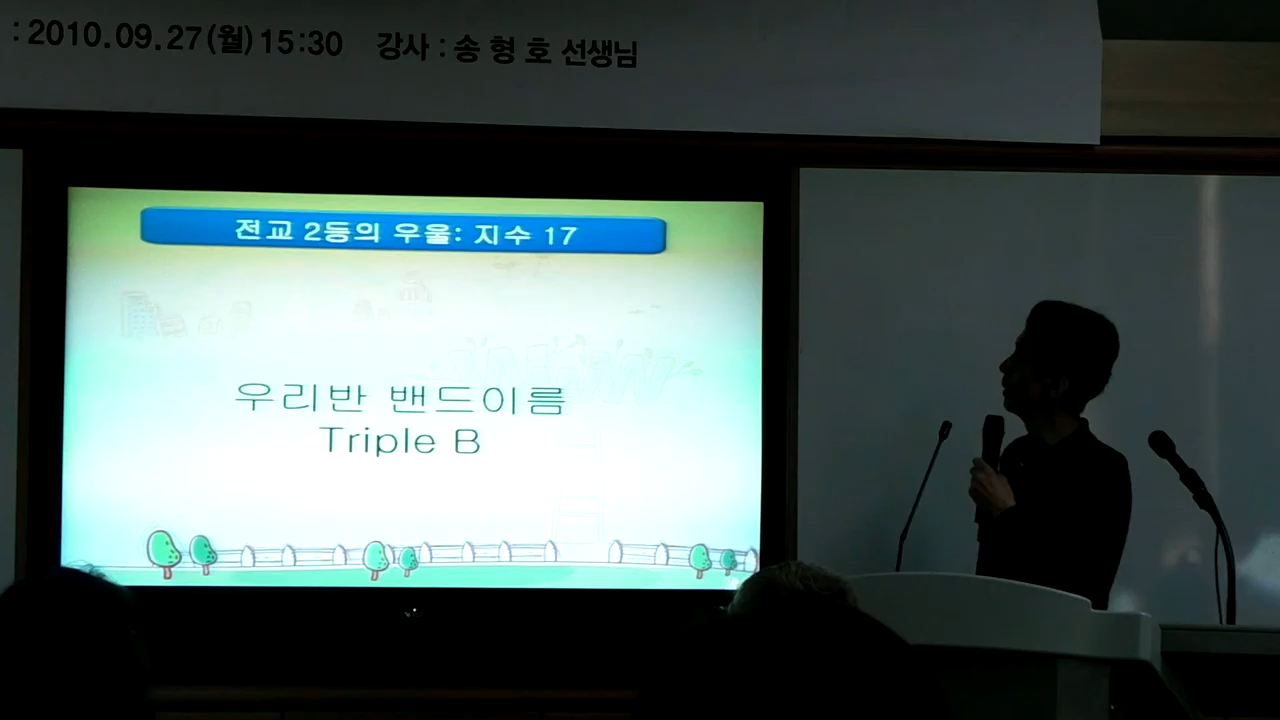 : 2010.09.27(월) 15:30 강사 : 송 형 호 선생님
전교 2등의 우울: 지수 17
우리반 밴드이름
Triple B